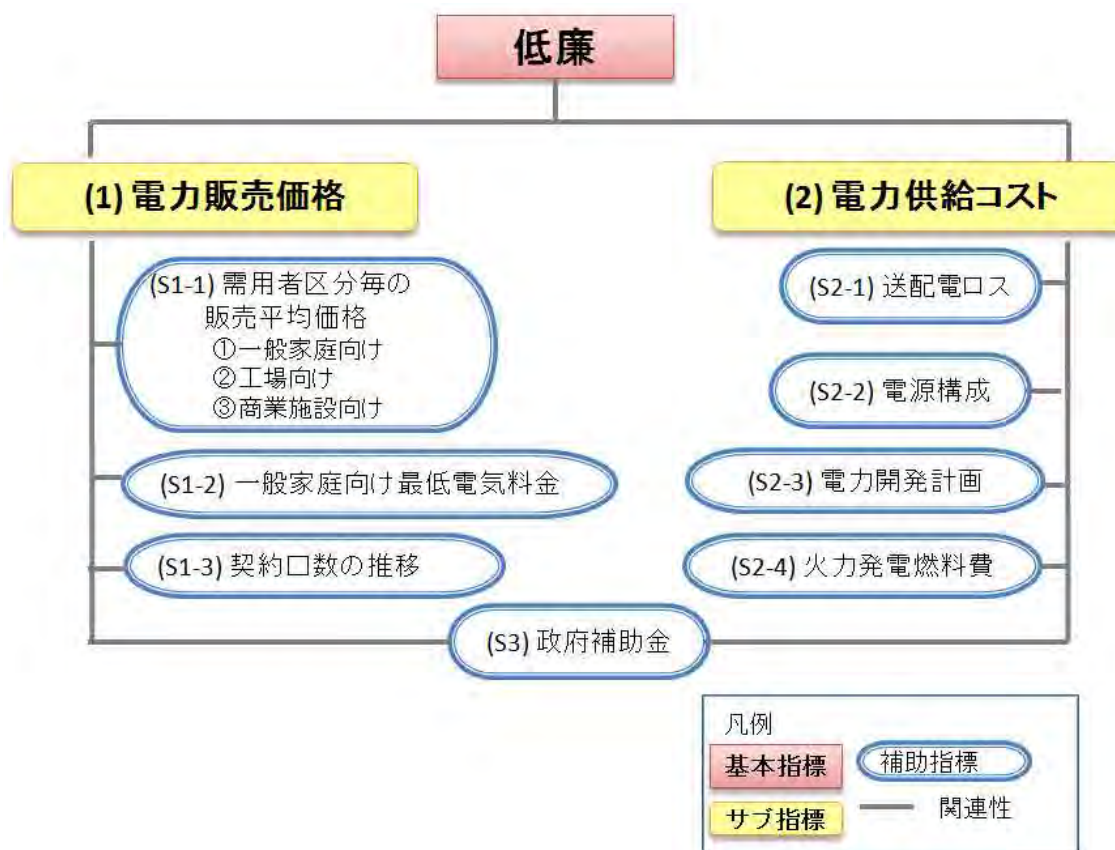 低廉
(1) 電力販売価格
(S1-1) 需用者区分毎の
販売平均価格
①一般家庭向け
②工場向け
③商業施設向け
(S1-2) 一般家庭向け最低電気料金
(S1-3) 契約口数の推移
(2) 電力供給コスト
(S2-1) 送配電ロス
(S2-2) 電源構成
(S2-3) 電力開発計画
(S2-4) 火力発電燃料費
(S3) 政府補助金
凡例
基本指標
補助指標
サブ指標
関連性